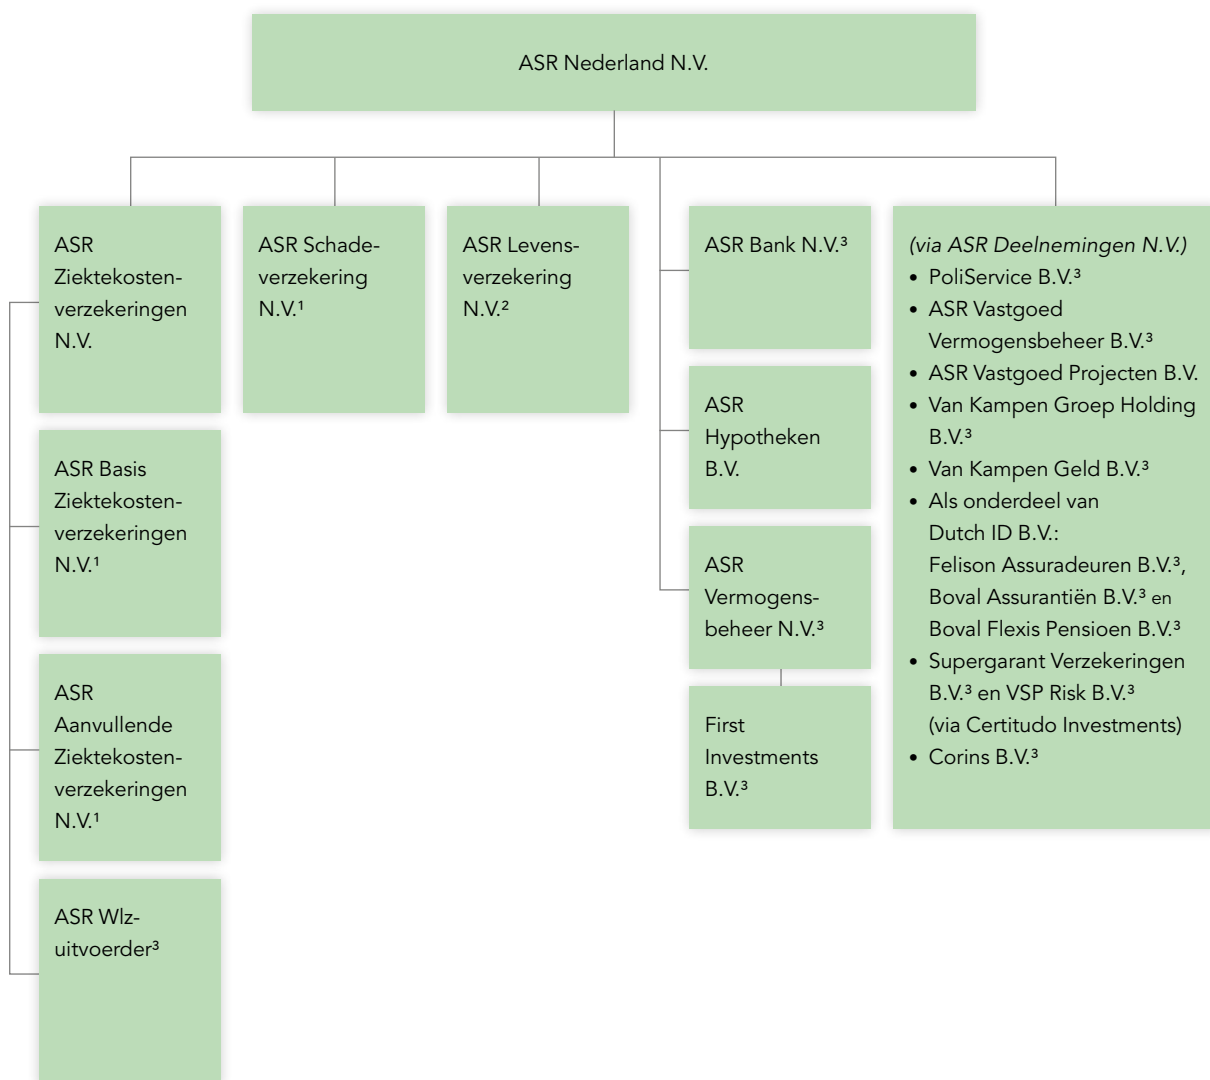 ASR Nederland N.V.
ASR
Ziektekosten-
verzekeringen
N.V.
ASR Schade-
verzekering
N.V.¹
ASR Levens-
verzekering
N.V.²
ASR Bank N.V.³
(via ASR Deelnemingen N.V.)
• PoliService B.V.³
• ASR Vastgoed
Vermogensbeheer B.V.³
• ASR Vastgoed Projecten B.V.
• Van Kampen Groep Holding
B.V.³
• Van Kampen Geld B.V.³
• Als onderdeel van
Dutch ID B.V.:
Felison Assuradeuren B.V.³,
Boval Assurantiën B.V.³ en
Boval Flexis Pensioen B.V.³
• Supergarant Verzekeringen
B.V.³ en VSP Risk B.V.³
(via Certitudo Investments)
• Corins B.V.³
ASR
Hypotheken
B.V.
ASR Basis
Ziektekosten-
verzekeringen
N.V.¹
ASR
Vermogens-
beheer N.V.³
ASR
Aanvullende
Ziektekosten-
verzekeringen
N.V.¹
First
Investments
B.V.³
ASR Wlz-
uitvoerder³